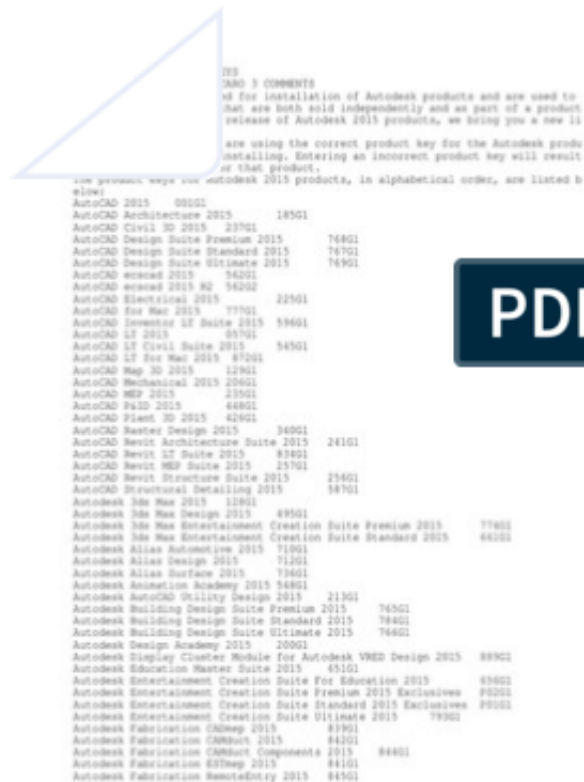 3 COMMENTS
d for installation of Autodesk products and are used to
hat are both sold independently and as part of a product
release of Autodesk 2015 products, we bring you a new li
are using the correct product key for the Autodesk produ
nstalling. Entering an incorrect product key will result
or that product.
The product keys for Autodesk 2015 products, in alphabetical order, are listed b
elow:
AutoCAD 2015 001G1
AutoCAD Architecture 2015 185G1
AutoCAD Civil 3D 2015 237G1
AutoCAD Design Suite Premium 2015 768G1
AutoCAD Design Suite Standard 2015 767G1
AutoCAD Design Suite Ultimate 2015 769G1
AutoCAD ecscad 2015 562G1
AutoCAD ecscad 2015 R2 562G2
AutoCAD Electrical 2015 225G1
AutoCAD for Mac 2015 777G1
AutoCAD Inventor LT Suite 2015 596G1
AutoCAD LT 2015 057G1
AutoCAD LT Civil Suite 2015 545G1
AutoCAD LT for Mac 2015 872G1
AutoCAD Map 3D 2015 129G1
AutoCAD Mechanical 2015 206G1
AutoCAD MEP 2015 235G1
AutoCAD P&ID 2015 448G1
AutoCAD Plant 3D 2015 426G1
AutoCAD Raster Design 2015 340G1
AutoCAD Revit Architecture Suite 2015 241G1
AutoCAD Revit LT Suite 2015 834G1
AutoCAD Revit MEP Suite 2015 257G1
AutoCAD Revit Structure Suite 2015 256G1
AutoCAD Structural Detailing 2015 587G1
Autodesk 3ds Max 2015 128G1
Autodesk 3ds Max Design 2015 495G1
Autodesk 3ds Max Entertainment Creation Suite Premium 2015 774G1
Autodesk 3ds Max Entertainment Creation Suite Standard 2015 661G1
Autodesk Alias Automotive 2015 710G1
Autodesk Alias Design 2015 712G1
Autodesk Alias Surface 2015 736G1
Autodesk Animation Academy 2015 548G1
Autodesk AutoCAD Utility Design 2015 213G1
Autodesk Building Design Suite Premium 2015 765G1
Autodesk Building Design Suite Standard 2015 784G1
Autodesk Building Design Suite Ultimate 2015 766G1
Autodesk Design Academy 2015 200G1
Autodesk Display Cluster Module for Autodesk VRED Design 2015 889G1
Autodesk Education Master Suite 2015 651G1
Autodesk Entertainment Creation Suite For Education 2015 656G1
Autodesk Entertainment Creation Suite Premium 2015 Exclusives P02G1
Autodesk Entertainment Creation Suite Standard 2015 Exclusives P01G1
Autodesk Entertainment Creation Suite Ultimate 2015 793G1
Autodesk Fabrication CADmep 2015 839G1
Autodesk Fabrication CAMduct 2015 842G1
Autodesk Fabrication CAMduct Components 2015 844G1
Autodesk Fabrication ESTmep 2015 841G1
Autodesk Fabrication RemoteEntry 2015 845G1
PDF